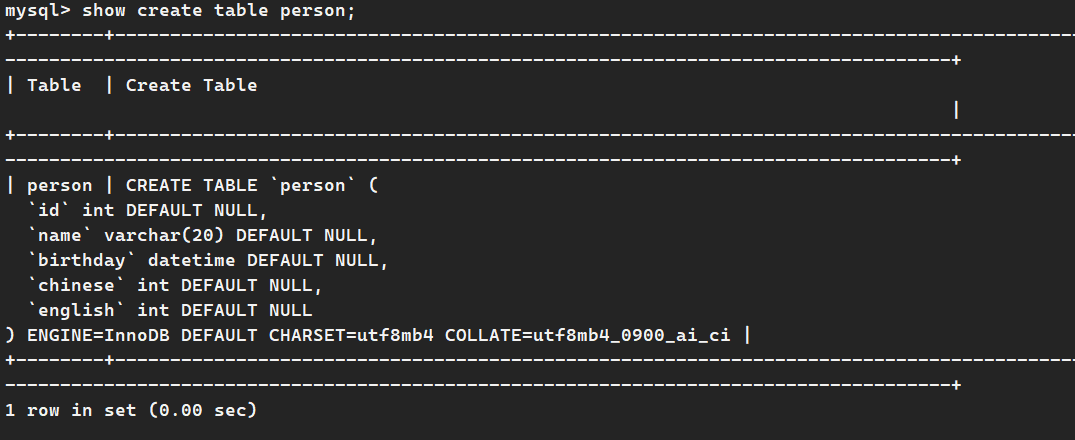 mysql> show create table person;
+--------+----------------------------------------------------------------------------------------
--------------------------------------------------------------------------------------+
| Table  | Create Table
                                                                                      |
+--------+----------------------------------------------------------------------------------------
--------------------------------------------------------------------------------------+
| person | CREATE TABLE `person` (
  `id` int DEFAULT NULL,
  `name` varchar(20) DEFAULT NULL,
  `birthday` datetime DEFAULT NULL,
  `chinese` int DEFAULT NULL,
  `english` int DEFAULT NULL
) ENGINE=InnoDB DEFAULT CHARSET=utf8mb4 COLLATE=utf8mb4_0900_ai_ci |
+--------+----------------------------------------------------------------------------------------
--------------------------------------------------------------------------------------+
1 row in set (0.00 sec)